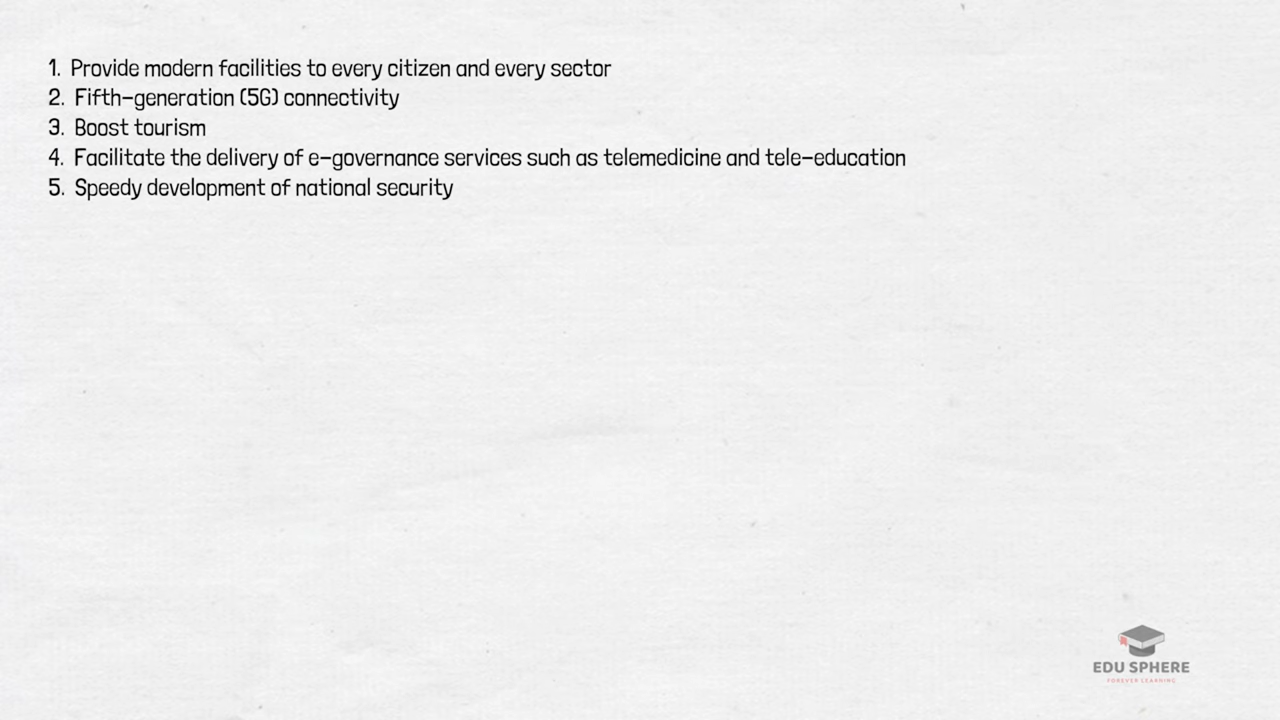 1. Provide modern facilities to every citizen and every sector
2. Fifth-generation (5G) connectivity
3. Boost tourism
4. Facilitate the delivery of e-governance services such as telemedicine and tele-education
5. Speedy development of national security
EDU SPHERE
FOREVER LEARNING